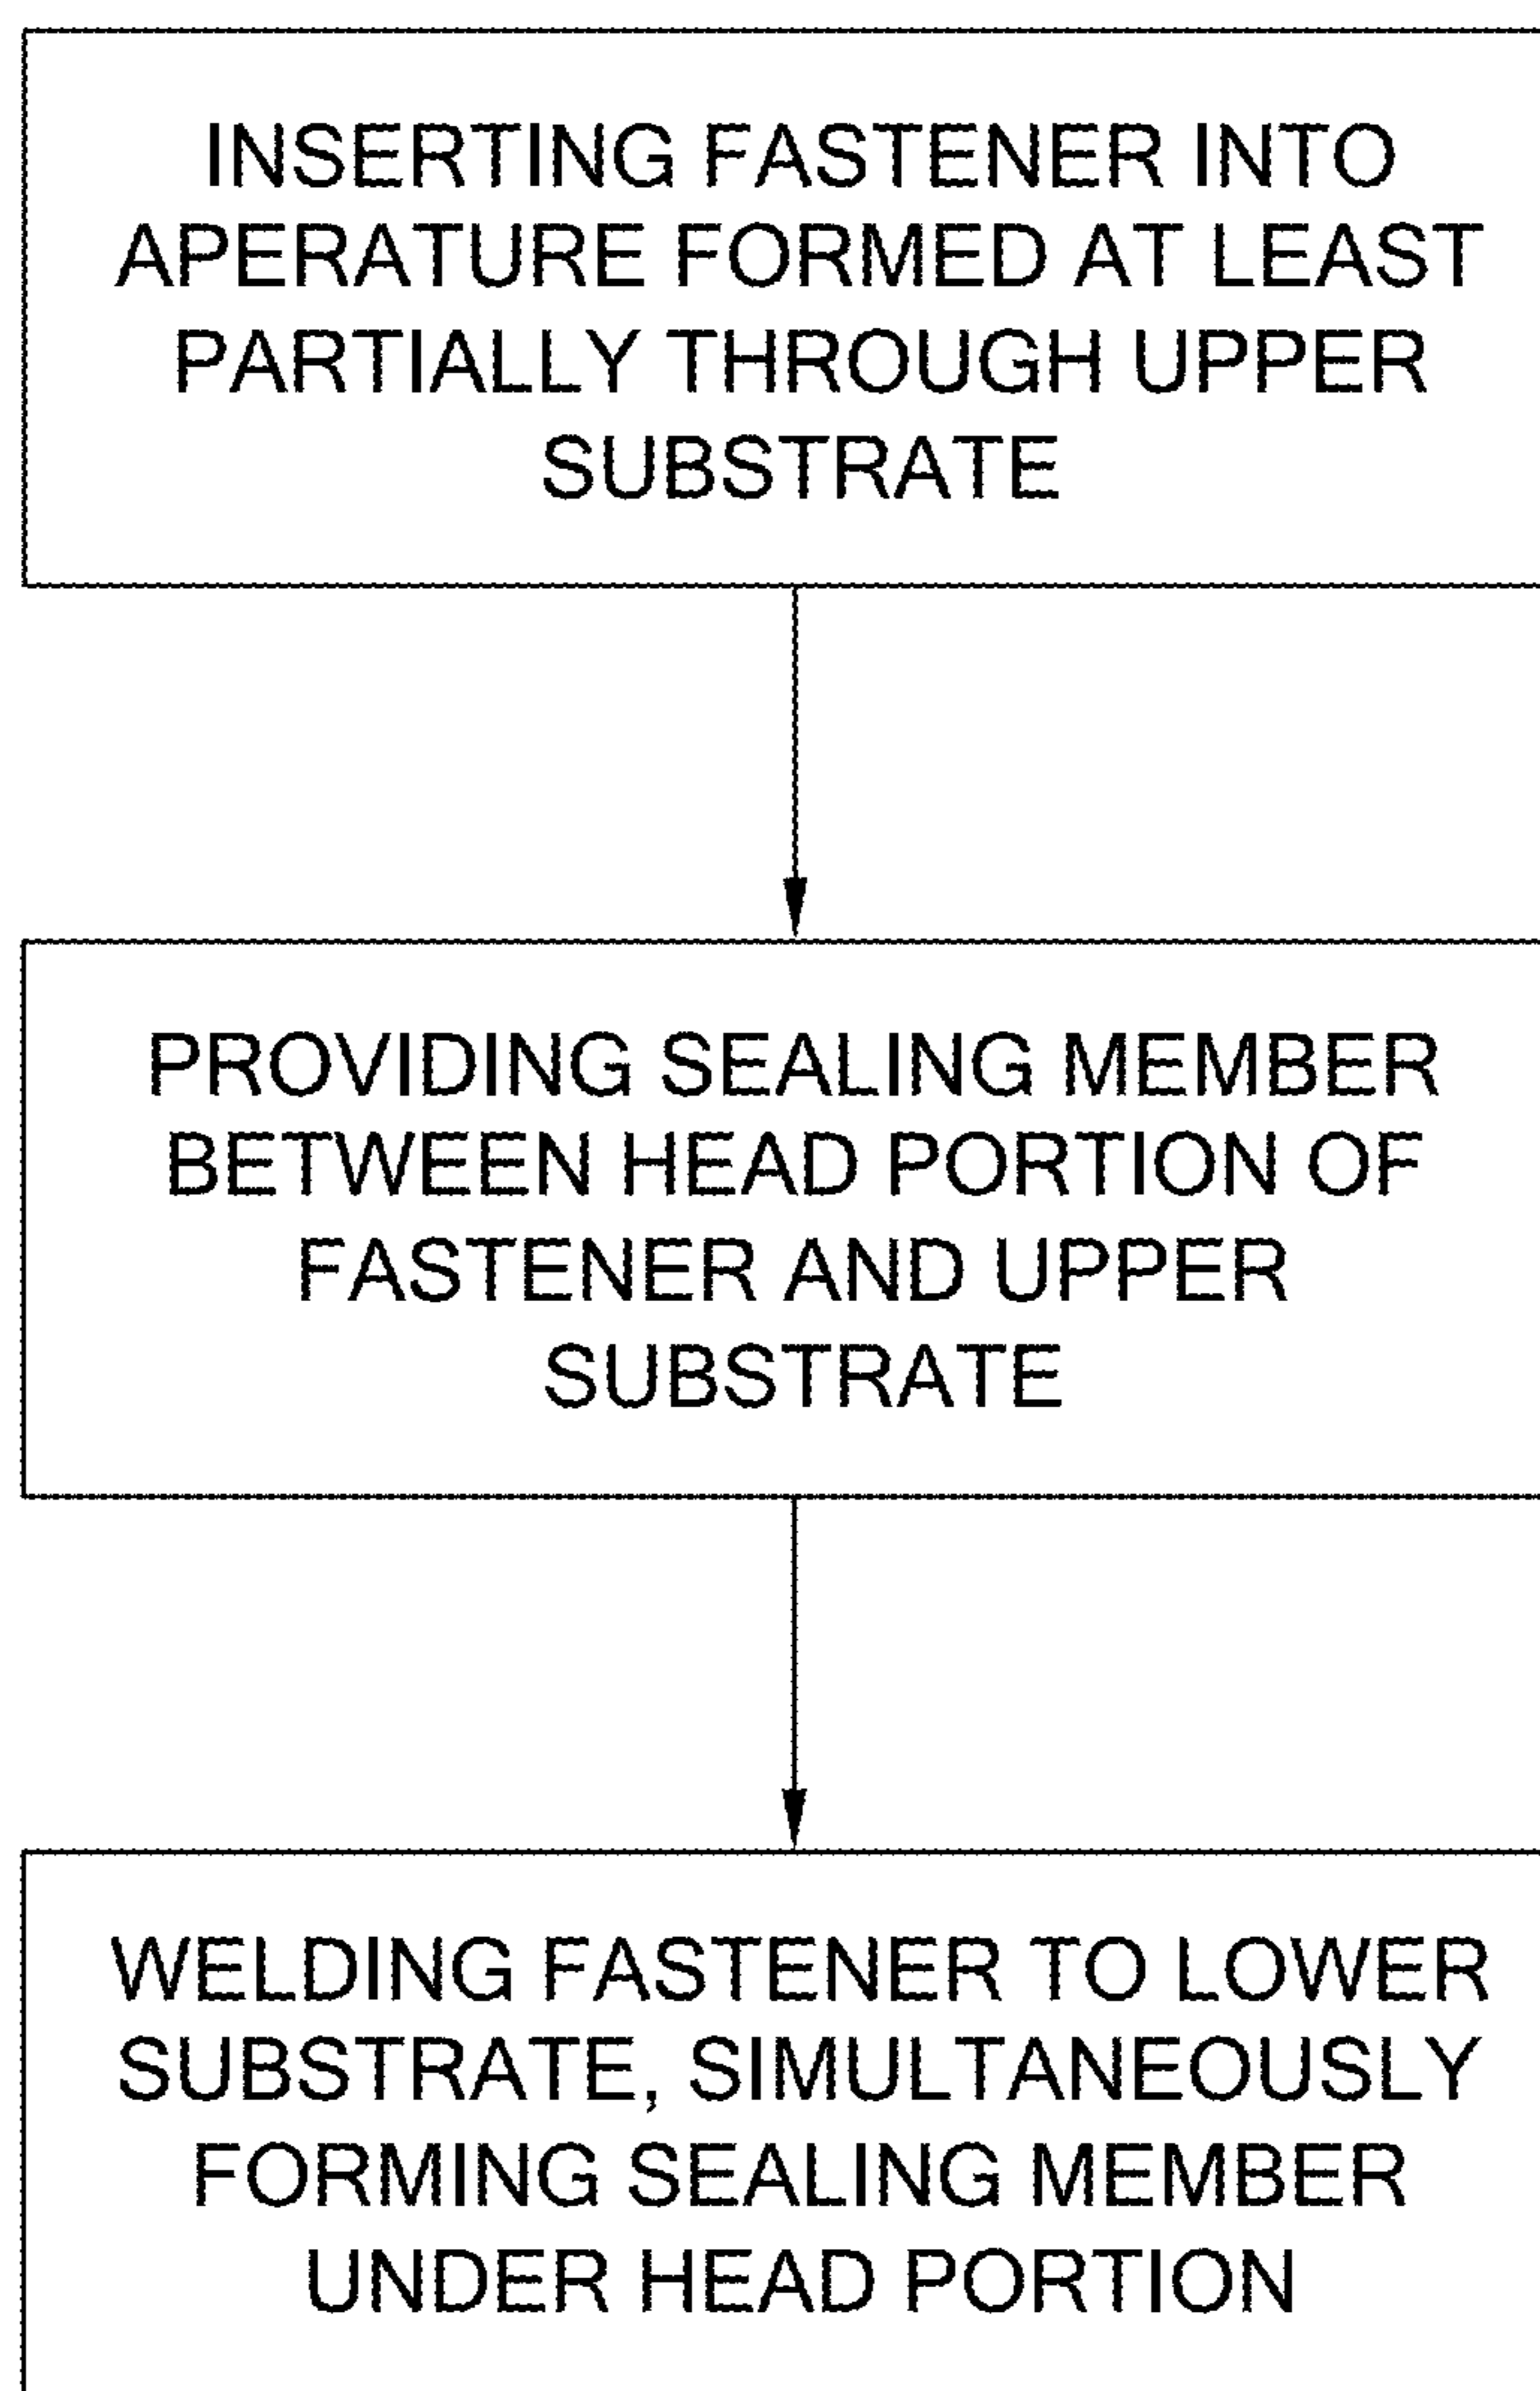 INSERTING FASTENER INTO
APERATURE FORMED AT LEAST
PARTIALLY THROUGH UPPER
SUBSTRATE
PROVIDING SEALING MEMBER
BETWEEN HEAD PORTION OF
FASTENER AND UPPER
SUBSTRATE
WELDING FASTENER TO LOWER
SUBSTRATE, SIMULTANEOUSLY
FORMING SEALING MEMBER
UNDER HEAD PORTION